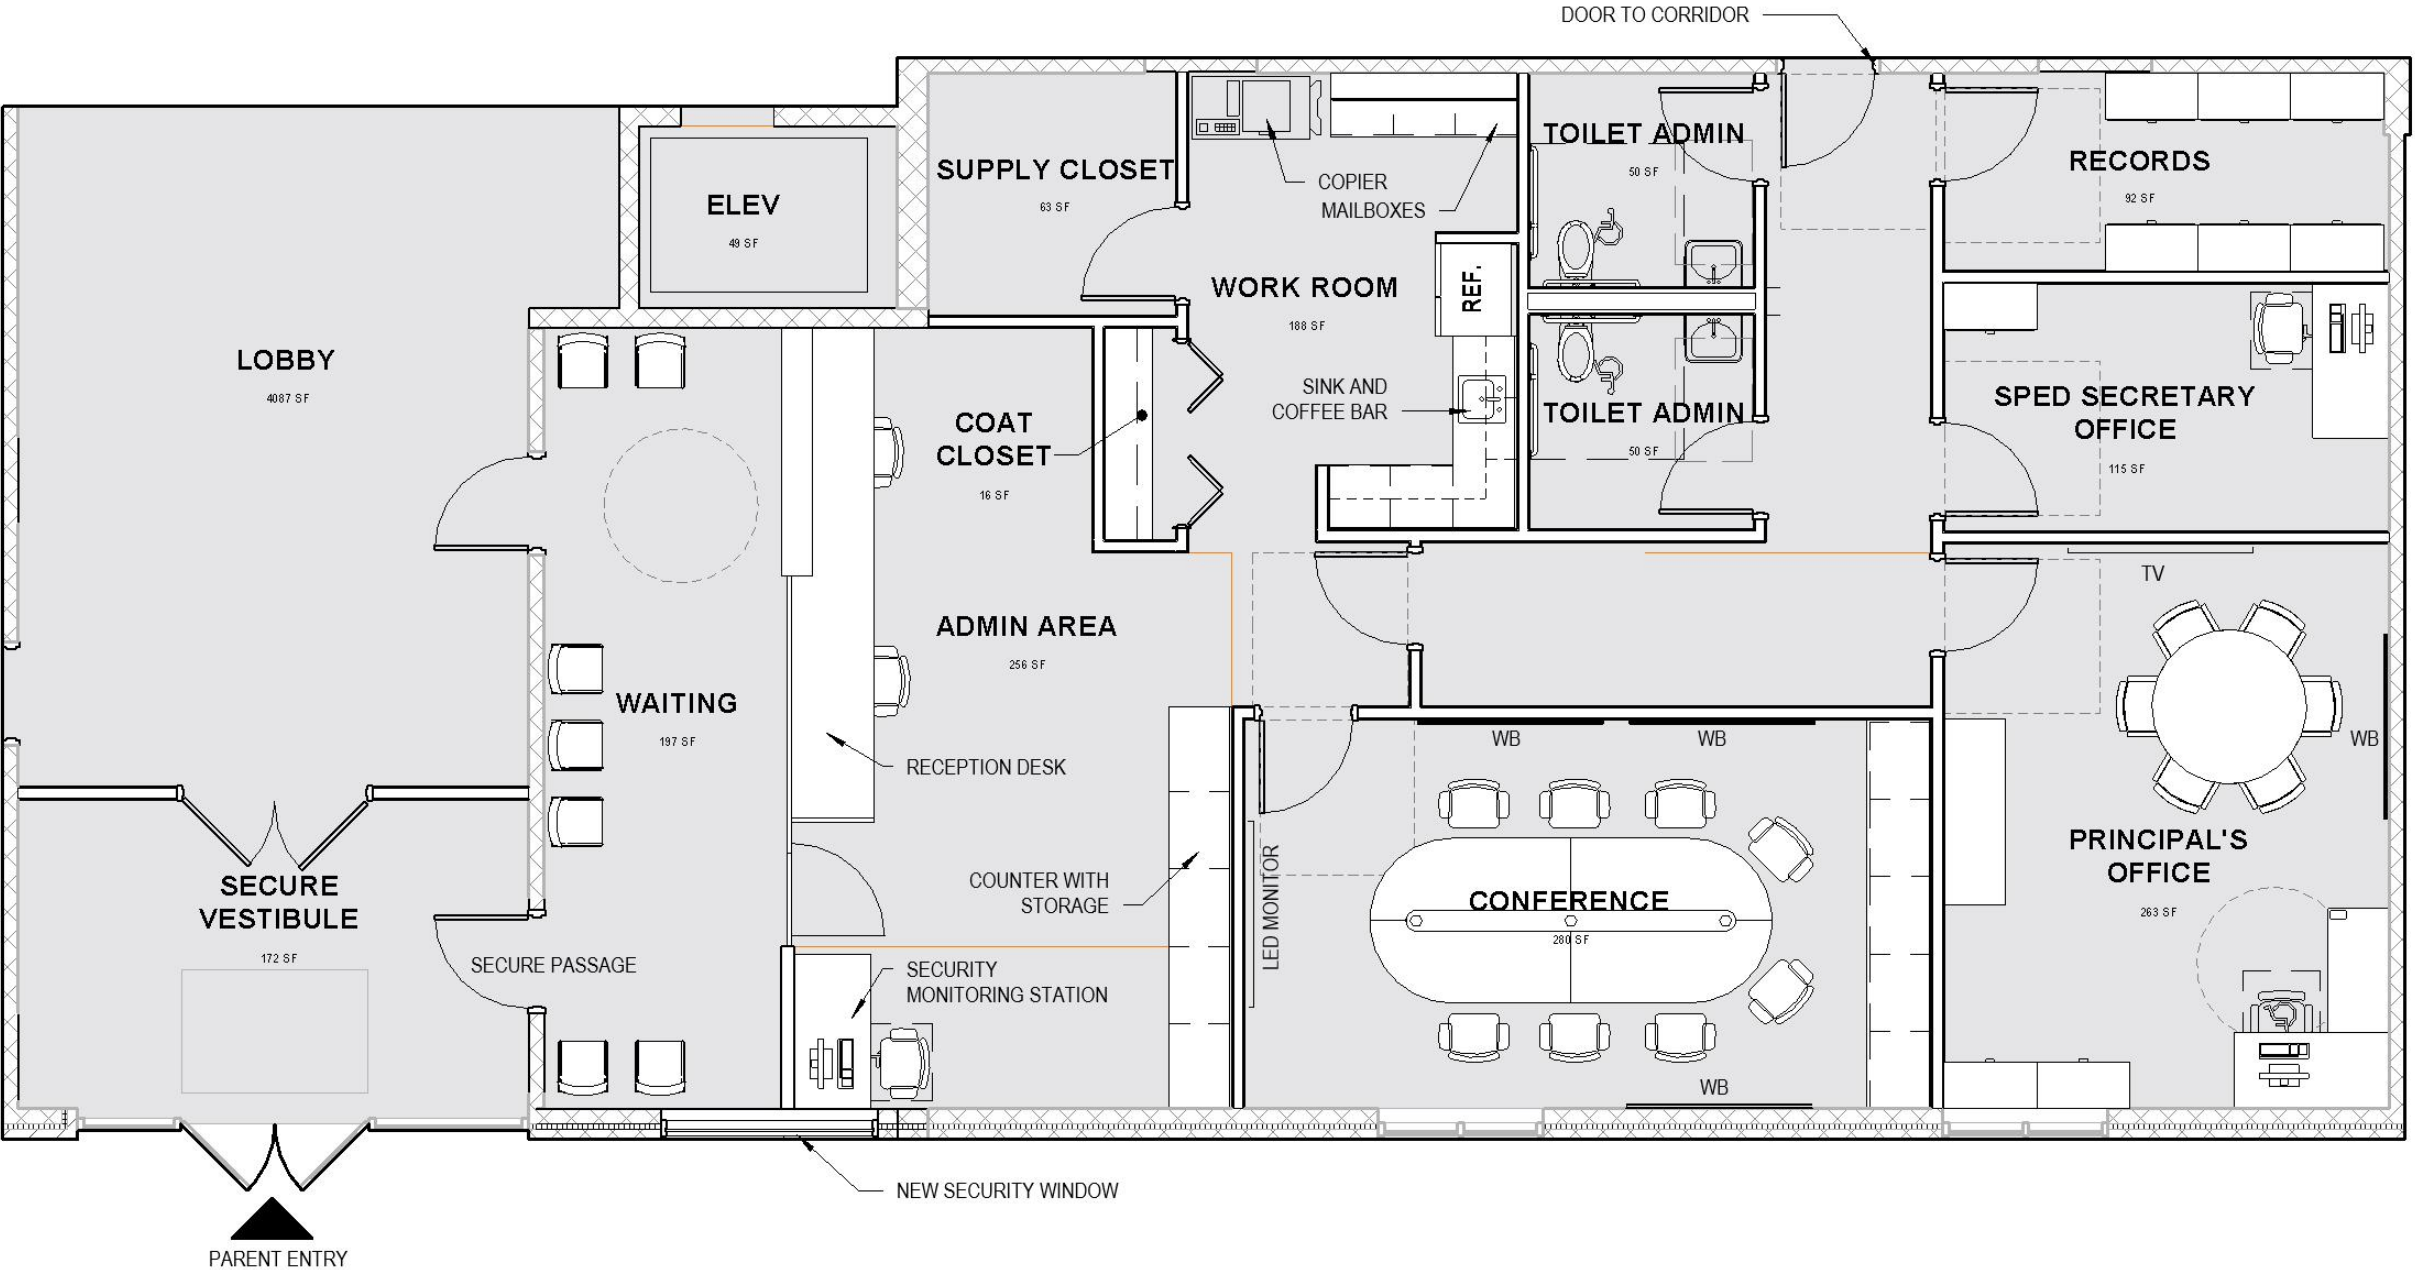 DOOR TO CORRIDOR
TOILET ADMIN
50 SF
RECORDS
92 SF
SUPPLY CLOSET
63 SF
COPIER
MAILBOXES
ELEV
49 SF
WORK ROOM
188 SF
REF.
LOBBY
4087 SF
SINK AND
COFFEE BAR
TOILET ADMIN
50 SF
SPED SECRETARY
OFFICE
115 SF
COAT
CLOSET
16 SF
TV
ADMIN AREA
256 SF
WAITING
197 SF
WB
WB
WB
RECEPTION DESK
PRINCIPAL'S
OFFICE
263 SF
SECURE
VESTIBULE
172 SF
COUNTER WITH
STORAGE
LED MONITOR
CONFERENCE
280 SF
SECURE PASSAGE
SECURITY
MONITORING STATION
WB
NEW SECURITY WINDOW
PARENT ENTRY